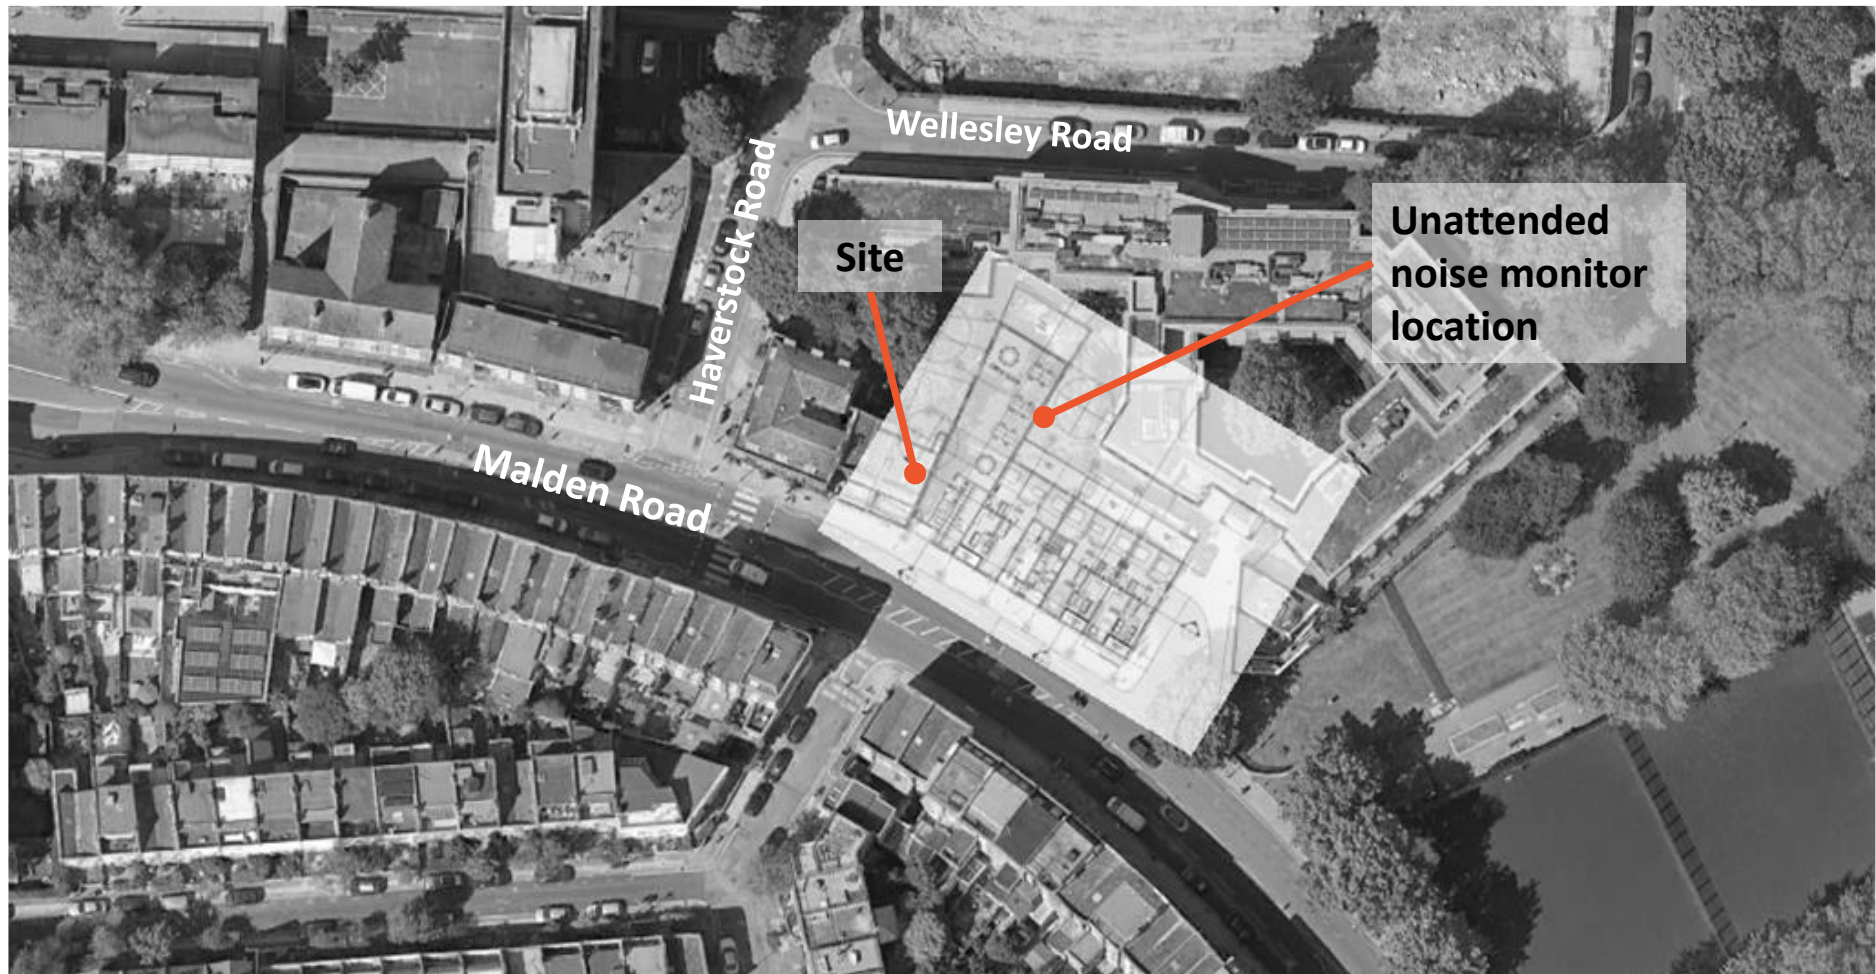 Wellesley Road
Haverstock Road
Site
Unattended
noise monitor
location
Malden Road